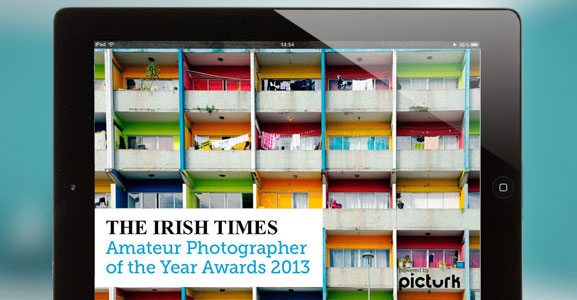 iPad 14:54
THE IRISH TIMES
Amateur Photographer
of the Year Awards 2013
powered by
picturk